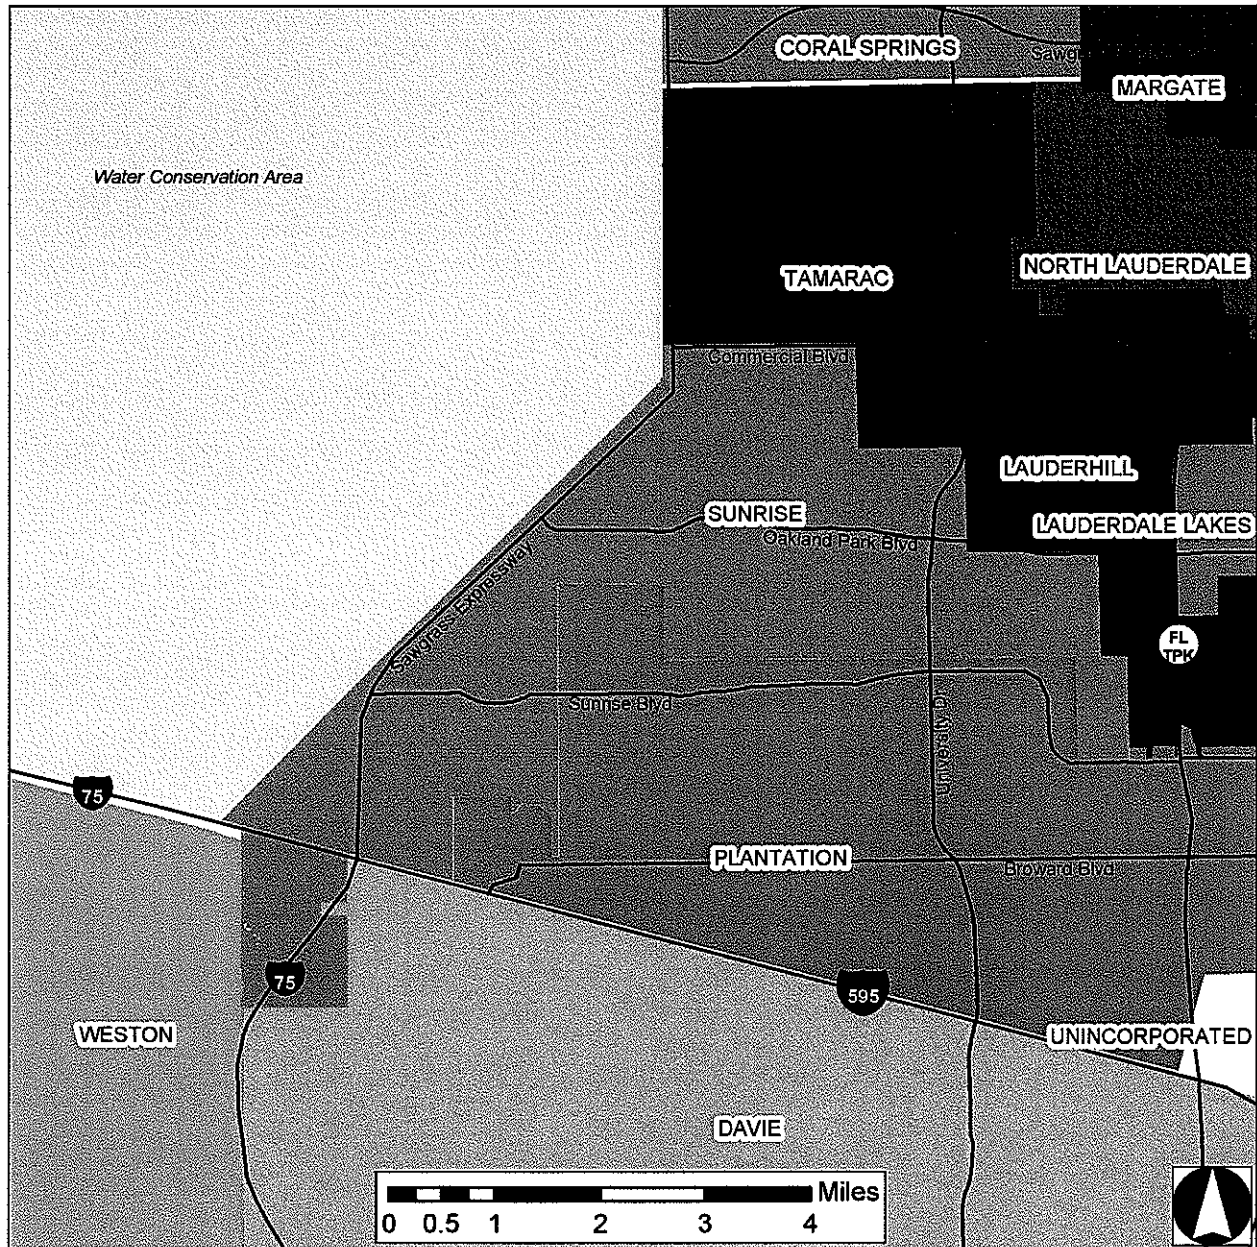 CORAL SPRINGS
Sawgrass
MARGATE
Water Conservation Area
NORTH LAUDERDALE
TAMARAC
Commercial Blvd
LAUDERHILL
SUNRISE
LAUDERDALE LAKES
Oakland Park Blvd
Sawgrass Expressway
FL
TPK
Sunrise Blvd
University Dr
75
PLANTATION
Broward Blvd
75
595
WESTON
UNINCORPORATED
DAVIE
Miles
0 0.5 1 2 3 4